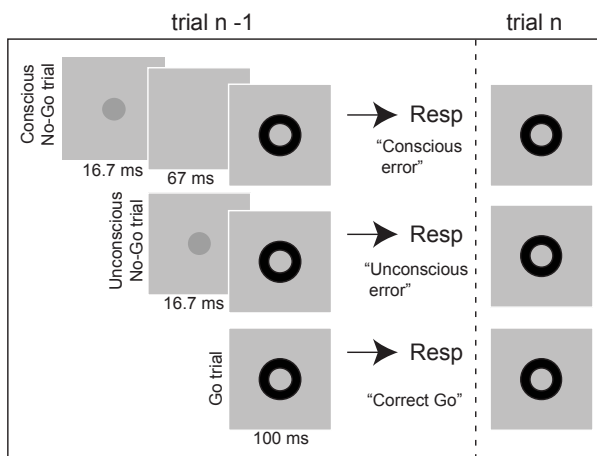 trial n -1
trial n
Conscious
No-Go trial
16.7 ms
67 ms
Resp
“Conscious
error”
Unconscious
No-Go trial
16.7 ms
Resp
“Unconscious
error”
Go trial
100 ms
Resp
“Correct Go”